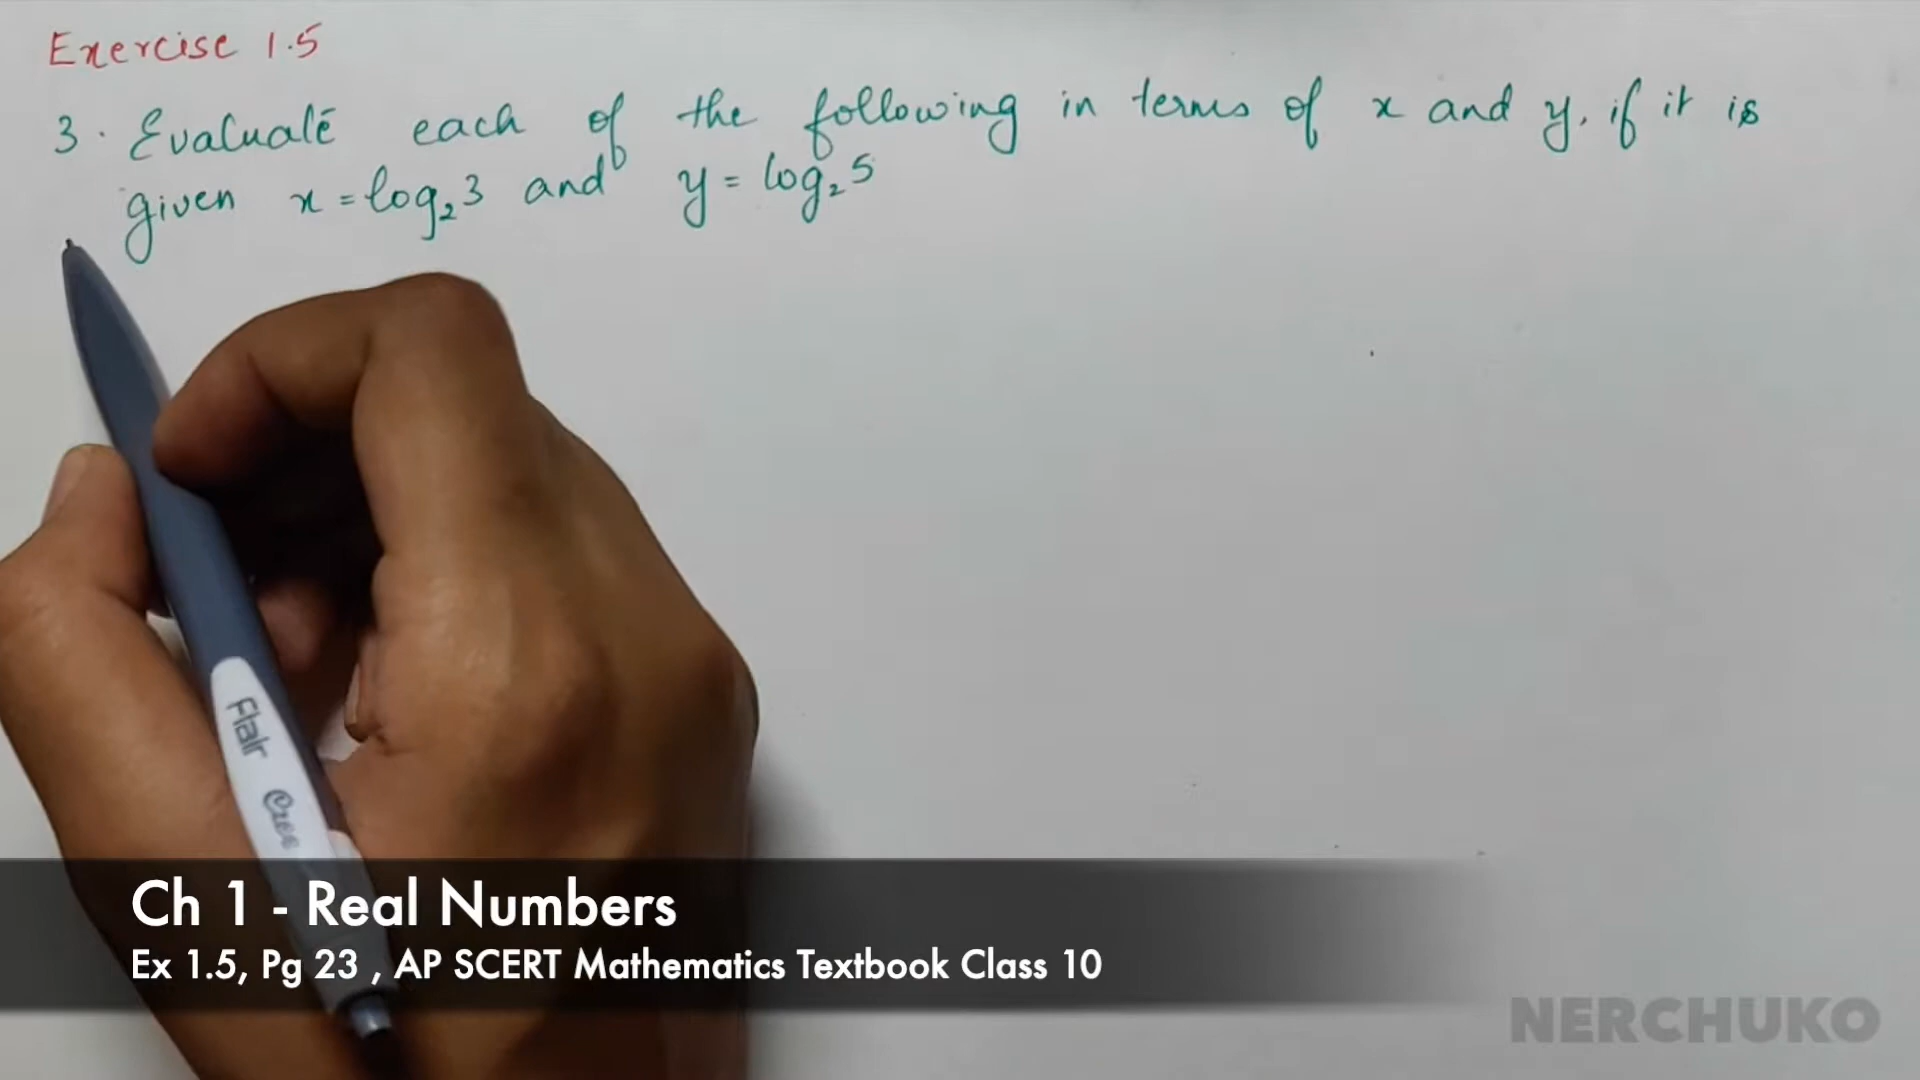 Exercise 1.5
3. Evaluate each of the following in terms of x and y, if it is
given x = log₂3 and y = log₂5
Flair
Ch 1 - Real Numbers
Ex 1.5, Pg 23 , AP SCERT Mathematics Textbook Class 10
NERCHUKO